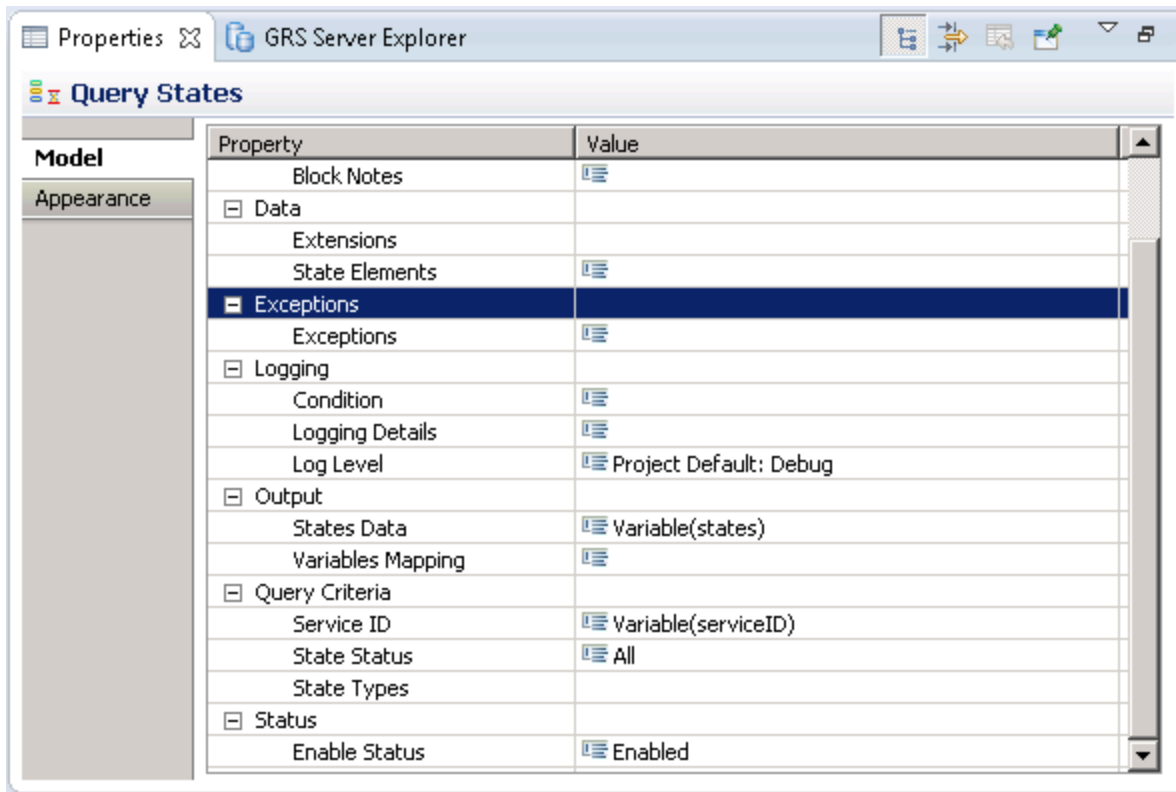 Properties GRS Server Explorer
Query States
Model
Appearance
Property Value
Block Notes
Data
Extensions
State Elements
Exceptions
Exceptions
Logging
Condition
Logging Details
Log Level Project Default: Debug
Output
States Data Variable(states)
Variables Mapping
Query Criteria
Service ID Variable(serviceID)
State Status All
State Types
Status
Enable Status Enabled